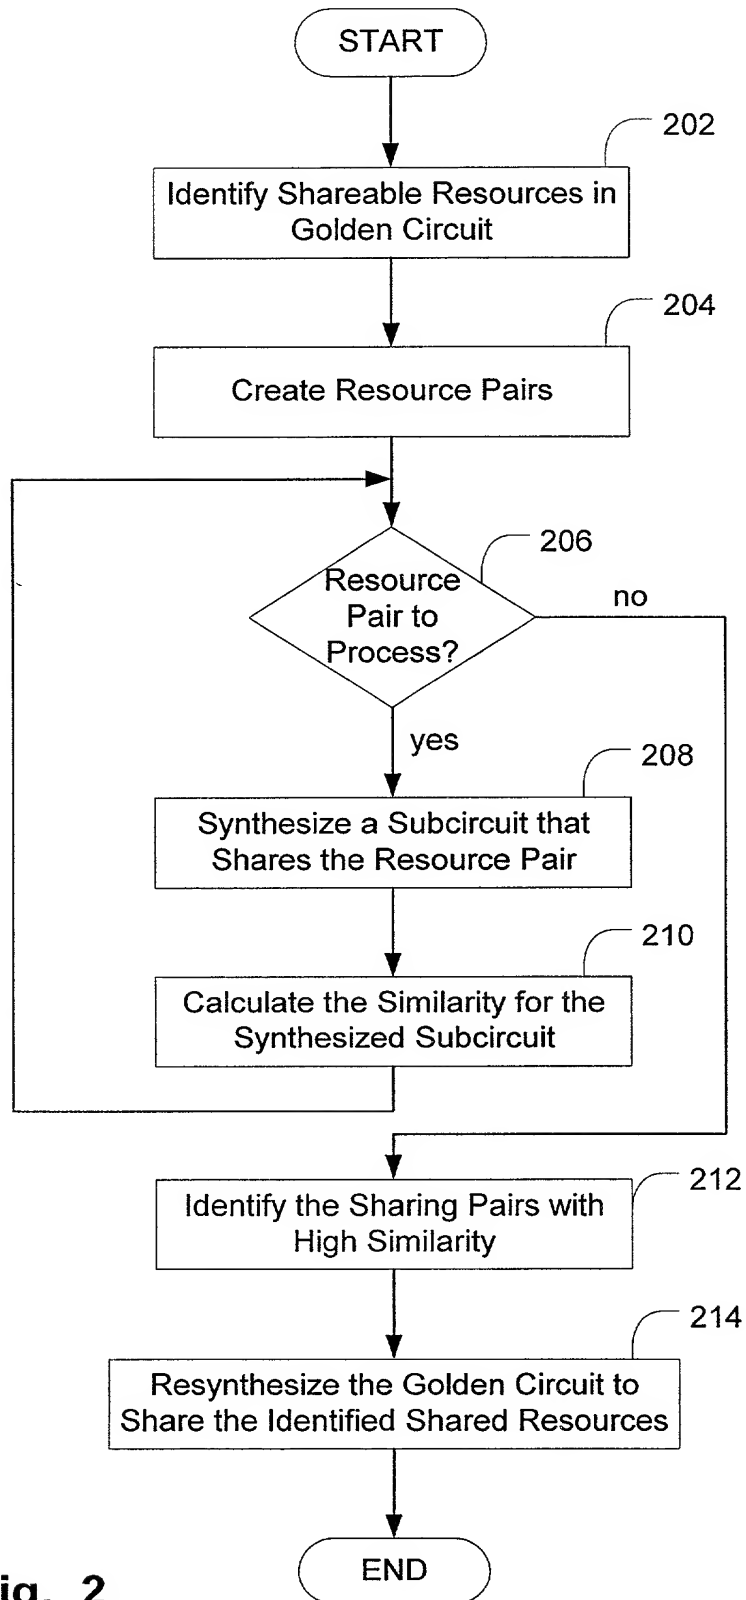 START
202
Identify Shareable Resources in
Golden Circuit
204
Create Resource Pairs
206
Resource
Pair to
Process?
no
yes
208
Synthesize a Subcircuit that
Shares the Resource Pair
210
Calculate the Similarity for the
Synthesized Subcircuit
212
Identify the Sharing Pairs with
High Similarity
214
Resynthesize the Golden Circuit to
Share the Identified Shared Resources
END
ig. 2